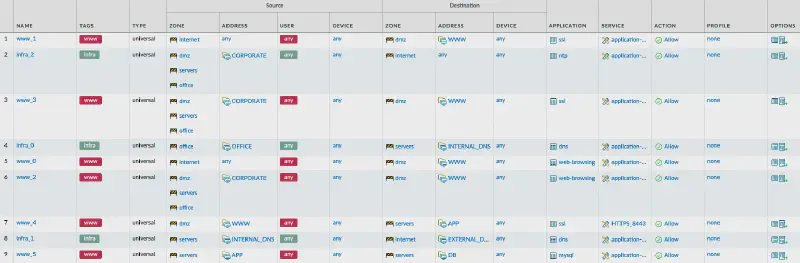 Source Destination
NAME TAGS TYPE ZONE ADDRESS USER DEVICE ZONE ADDRESS DEVICE APPLICATION SERVICE ACTION PROFILE OPTIONS
1 www_1 www universal internet any any any dmz WWW any ssl application-... Allow none
2 infra_2 infra universal dmz CORPORATE any any internet any any ntp application-... Allow none
servers
office
3 www_3 www universal dmz CORPORATE any any dmz WWW any ssl application-... Allow none
servers
office
4 infra_0 infra universal office OFFICE any any servers INTERNAL_DNS any dns application-... Allow none
5 www_0 www universal internet any any any dmz WWW any web-browsing application-... Allow none
6 www_2 www universal dmz CORPORATE any any dmz WWW any web-browsing application-... Allow none
servers
office
7 www_4 www universal dmz WWW any any servers APP any ssl HTTPS_8443 Allow none
8 infra_1 infra universal servers INTERNAL_DNS any any internet EXTERNAL_D... any dns application-... Allow none
9 www_5 www universal servers APP any any servers DB any mysql application-... Allow none